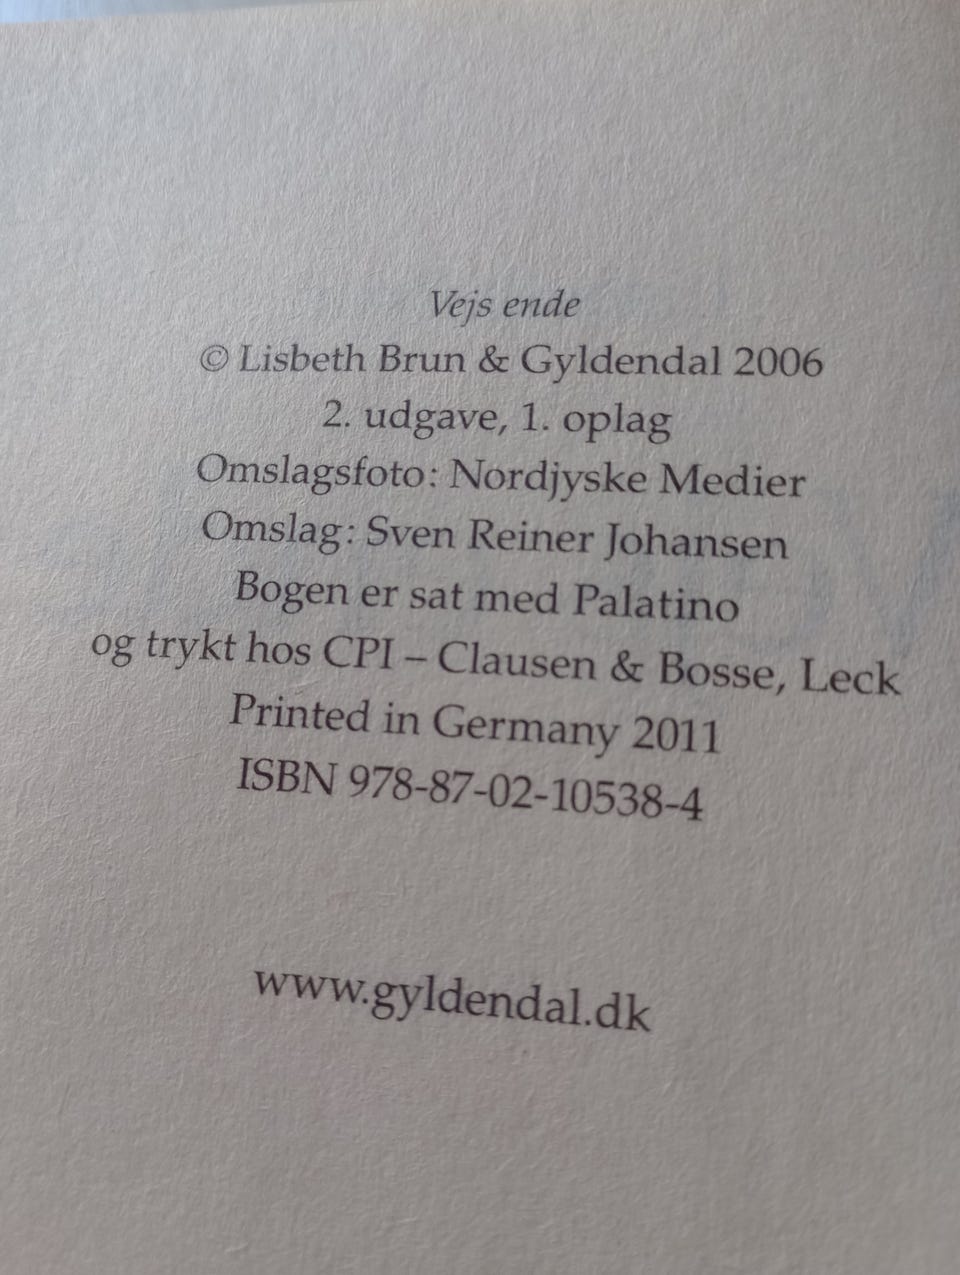 Vejs ende
© Lisbeth Brun & Gyldendal 2006
2. udgave, 1. oplag
Omslagsfoto: Nordjyske Medier
Omslag: Sven Reiner Johansen
Bogen er sat med Palatino
og trykt hos CPI – Clausen & Bosse, Leck
Printed in Germany 2011
ISBN 978-87-02-10538-4
www.gyldendal.dk